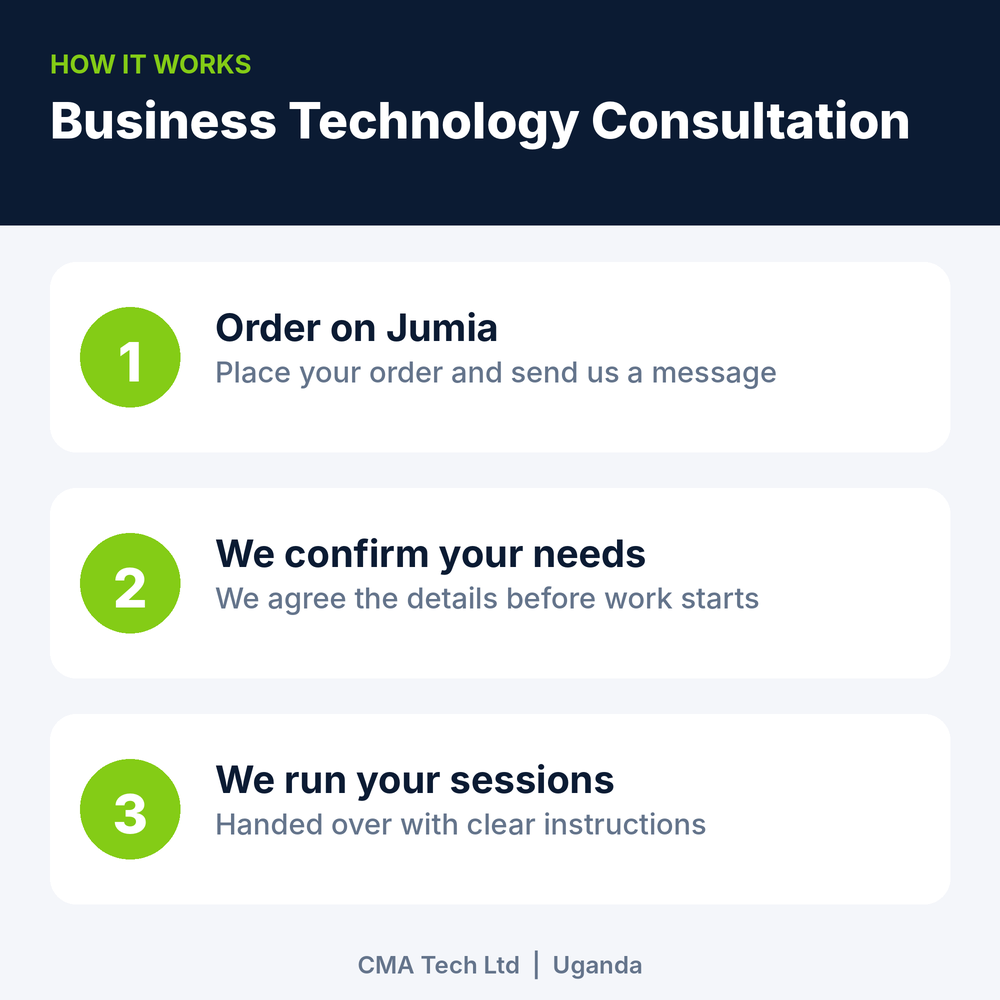 HOW IT WORKS
Business Technology Consultation
1
Order on Jumia
Place your order and send us a message
2
We confirm your needs
We agree the details before work starts
3
We run your sessions
Handed over with clear instructions
CMA Tech Ltd | Uganda